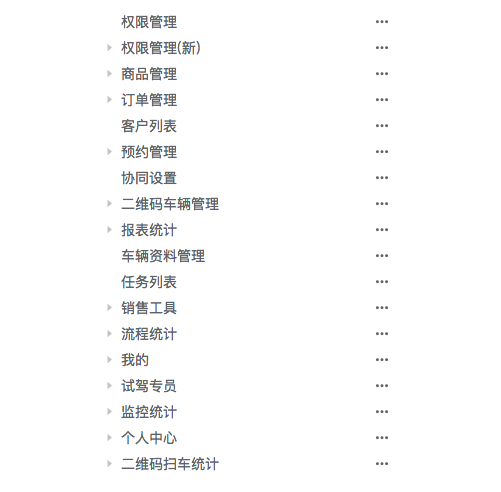 权限管理
权限管理(新)
商品管理
订单管理
客户列表
预约管理
协同设置
二维码车辆管理
报表统计
车辆资料管理
任务列表
销售工具
流程统计
我的
试驾专员
监控统计
个人中心
二维码扫车统计